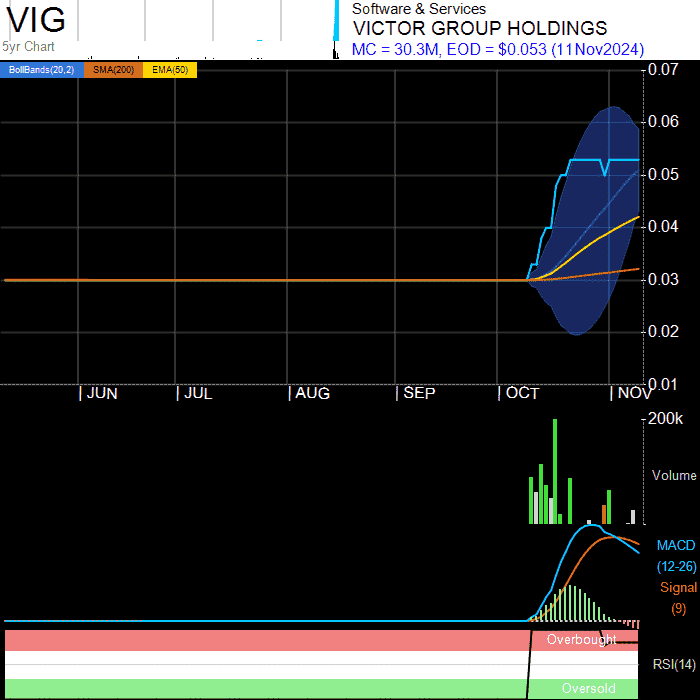 VIG
5yr Chart
Software & Services
VICTOR GROUP HOLDINGS
MC = 30.3M, EOD = $0.053 (11Nov2024)
BollBands(20,2) SMA(200) EMA(50)
0.07
0.06
0.05
0.04
0.03
0.02
0.01
| JUN | JUL | AUG | SEP | OCT | NOV
200k
Volume
MACD
(12-26)
Signal
(9)
Overbought
RSI(14)
Oversold